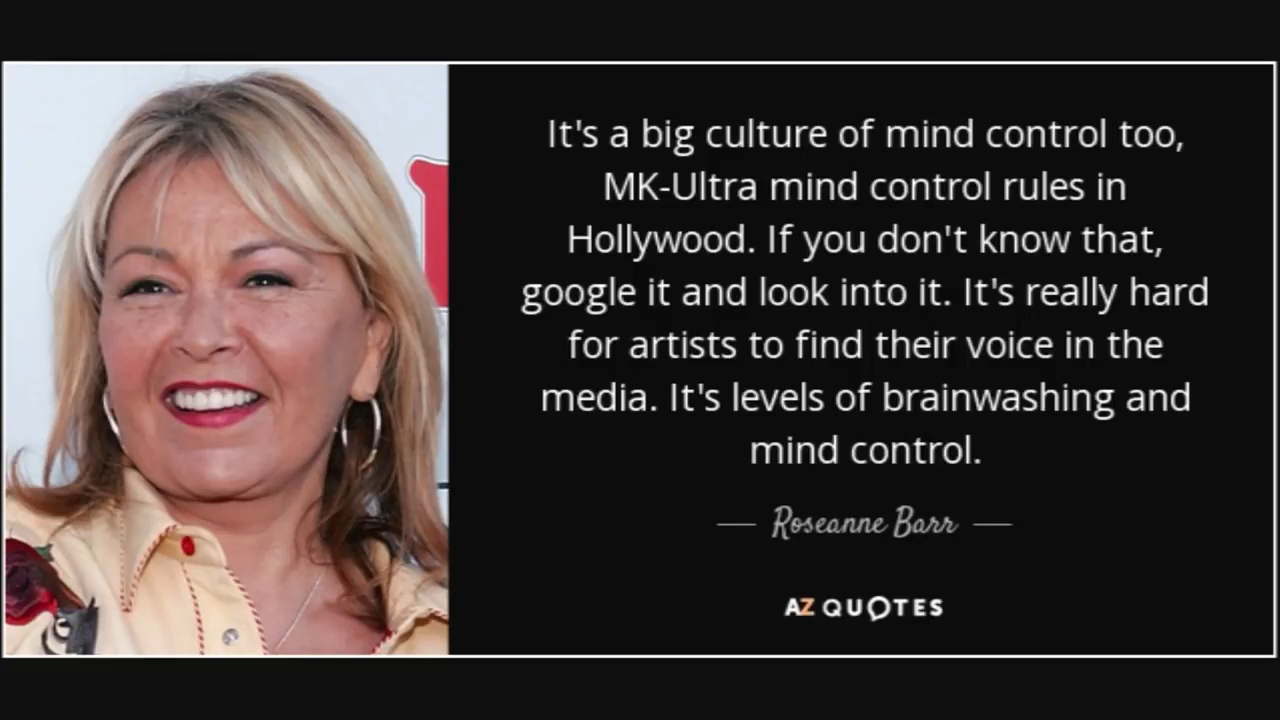 It's a big culture of mind control too,
MK-Ultra mind control rules in
Hollywood. If you don't know that,
google it and look into it. It's really hard
for artists to find their voice in the
media. It's levels of brainwashing and
mind control.
Roseanne Barr
AZ QUOTES